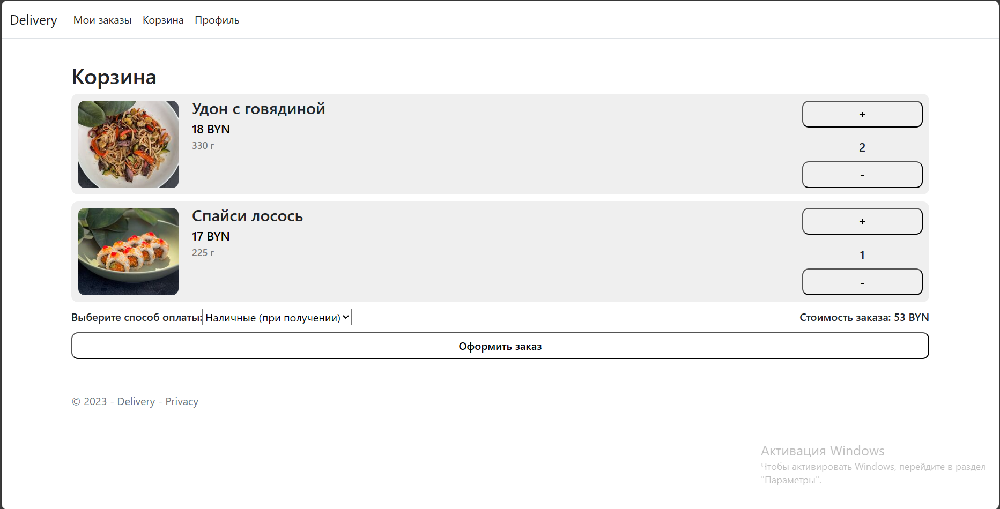 Delivery Мои заказы Корзина Профиль
Корзина
Удон с говядиной
18 BYN
330 г
+
2
-
Спайси лосось
17 BYN
225 г
+
1
-
Выберите способ оплаты: Наличные (при получении) Стоимость заказа: 53 BYN
Оформить заказ
© 2023 - Delivery - Privacy
Активация Windows
Чтобы активировать Windows, перейдите в раздел
"Параметры".